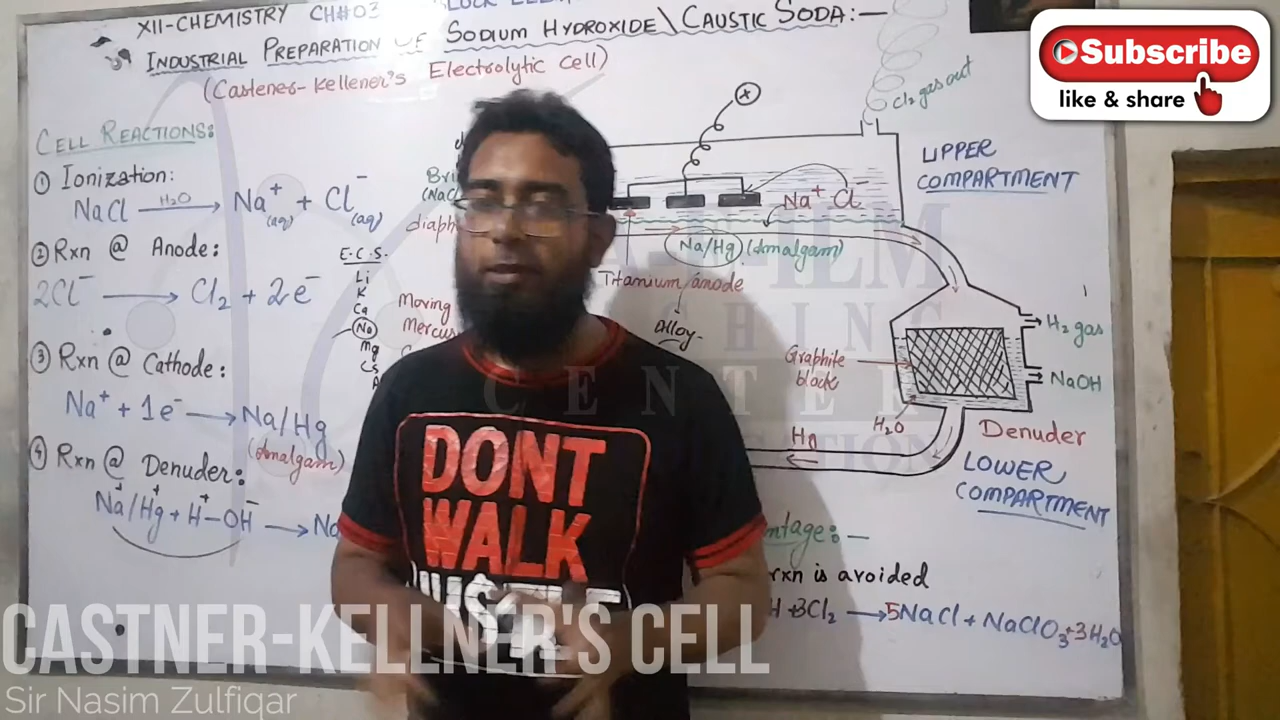 XII-CHEMISTRY CH#03
INDUSTRIAL PREPARATION OF SODIUM HYDROXIDE\CAUSTIC SODA:—
(Castener-Kellener's Electrolytic cell)
Subscribe
like & share
CELL REACTIONS:
① Ionization:
NaCl —H₂O→ Na⁺(aq) + Cl⁻(aq)
② Rxn @ Anode:
2Cl⁻ → Cl₂ + 2e⁻
③ Rxn @ Cathode:
Na⁺ + 1e⁻ → Na/Hg
(amalgam)
④ Rxn @ Denuder:
Na⁺/Hg⁺ + H⁺–OH⁻ →
E.C.S.
Li
K
Ca
Na
Mg
Cs
A
Moving
+
Cl₂ gas out
UPPER
COMPARTMENT
Na⁺ Cl⁻
Na/Hg (amalgam)
Titanium anode
alloy
Graphite
block
H₂ gas
NaOH
H₂O
Hg
Denuder
LOWER
COMPARTMENT
rxn is avoided
3Cl₂ → 5NaCl + NaClO₃ + 3H₂O
CENTER
DONT
WALK
CASTNER-KELLNER'S CELL
Sir Nasim Zulfiqar